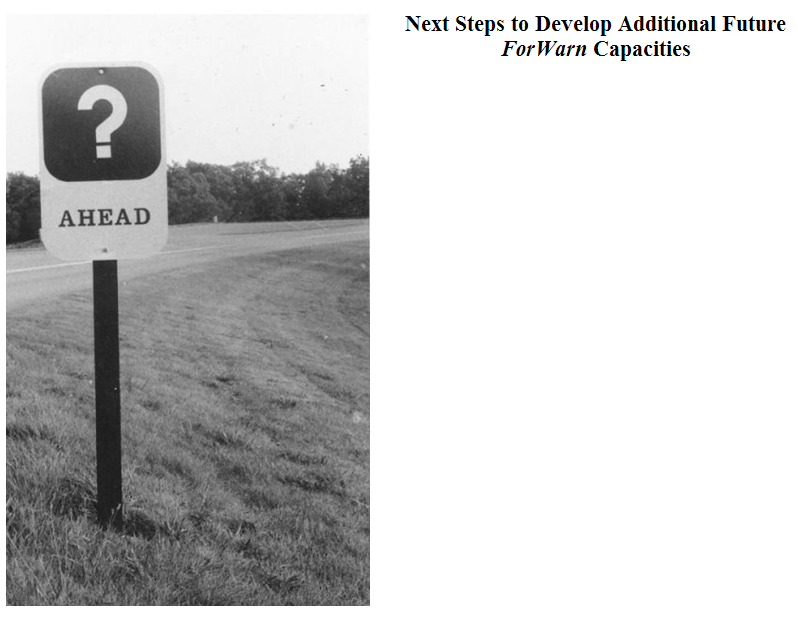 ?
AHEAD
Next Steps to Develop Additional Future
ForWarn Capacities